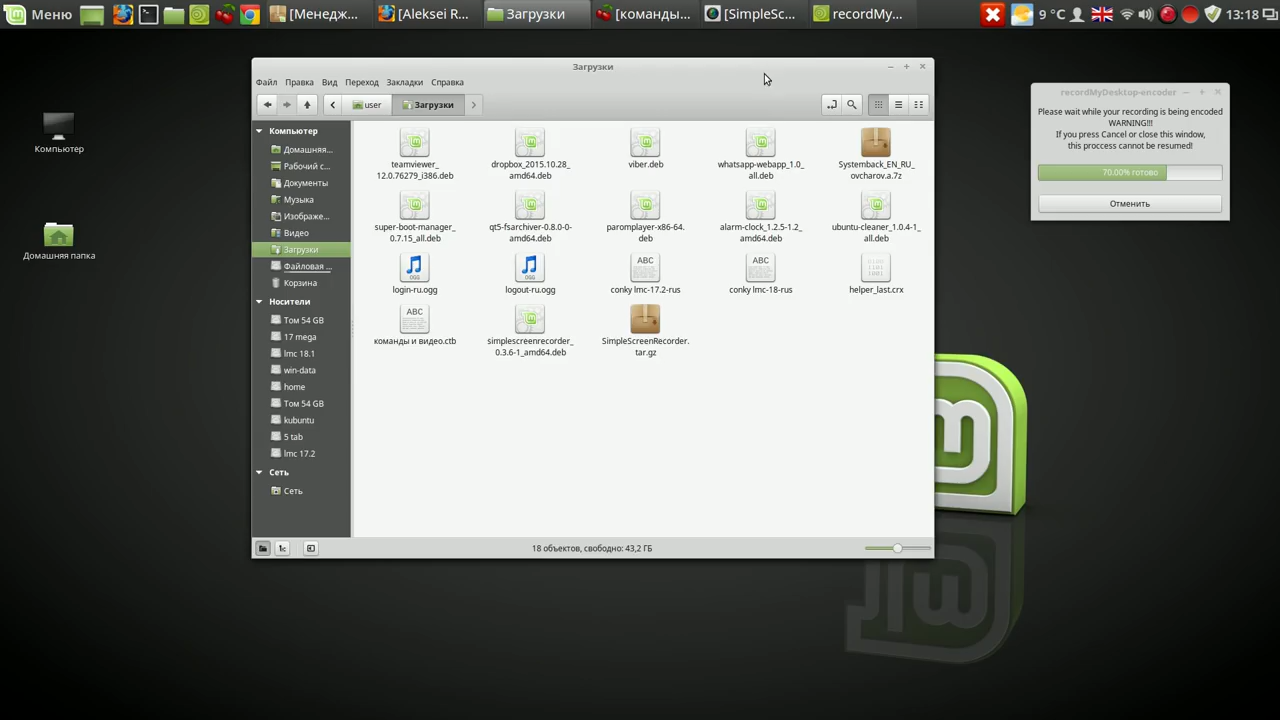 Меню
[Менедж...
[Aleksei R...
Загрузки
[команды...
[SimpleSc...
recordMy...
9 °C
13:18
Загрузки
Файл Правка Вид Переход Закладки Справка
user
Загрузки
Компьютер
Домашняя...
Рабочий с...
Документы
Музыка
Изображе...
Видео
Загрузки
Файловая ...
Корзина
Носители
Том 54 GB
17 mega
lmc 18.1
win-data
home
Том 54 GB
kubuntu
5 tab
lmc 17.2
Сеть
Сеть
teamviewer_
12.0.76279_i386.deb
dropbox_2015.10.28_
amd64.deb
viber.deb
whatsapp-webapp_1.0_
all.deb
Systemback_EN_RU_
ovcharov.a.7z
super-boot-manager_
0.7.15_all.deb
qt5-fsarchiver-0.8.0-0-
amd64.deb
paromplayer-x86-64.
deb
alarm-clock_1.2.5-1.2_
amd64.deb
ubuntu-cleaner_1.0.4-1_
all.deb
OGG
login-ru.ogg
OGG
logout-ru.ogg
ABC
conky lmc-17.2-rus
ABC
conky lmc-18-rus
helper_last.crx
ABC
команды и видео.ctb
simplescreenrecorder_
0.3.6-1_amd64.deb
SimpleScreenRecorder.
tar.gz
18 объектов, свободно: 43,2 ГБ
Компьютер
Домашняя папка
recordMyDesktop-encoder
Please wait while your recording is being encoded
WARNING!!!
If you press Cancel or close this window,
this proccess cannot be resumed!
70.00% готово
Отменить